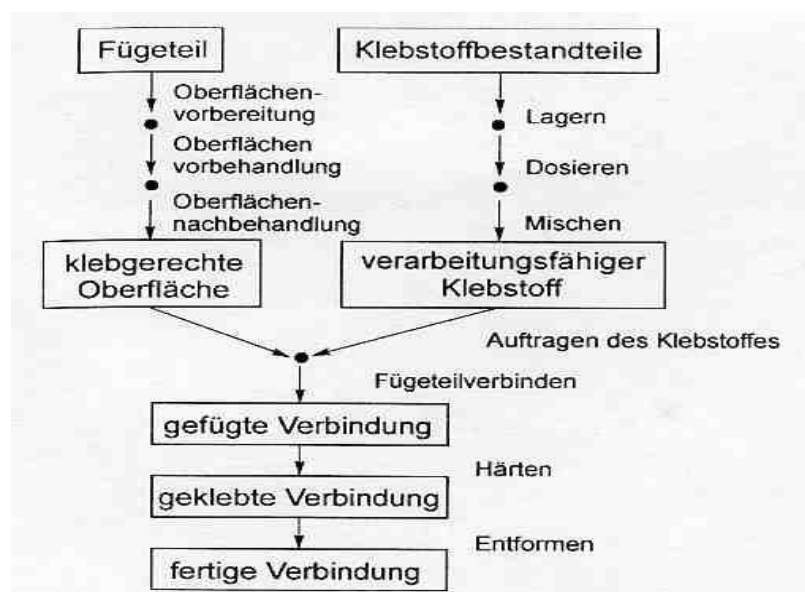 Fügeteil
Klebstoffbestandteile
Oberflächen-
vorbereitung
Lagern
Oberflächen
vorbehandlung
Dosieren
Oberflächen-
nachbehandlung
Mischen
klebgerechte
Oberfläche
verarbeitungsfähiger
Klebstoff
Auftragen des Klebstoffes
Fügeteilverbinden
gefügte Verbindung
Härten
geklebte Verbindung
Entformen
fertige Verbindung